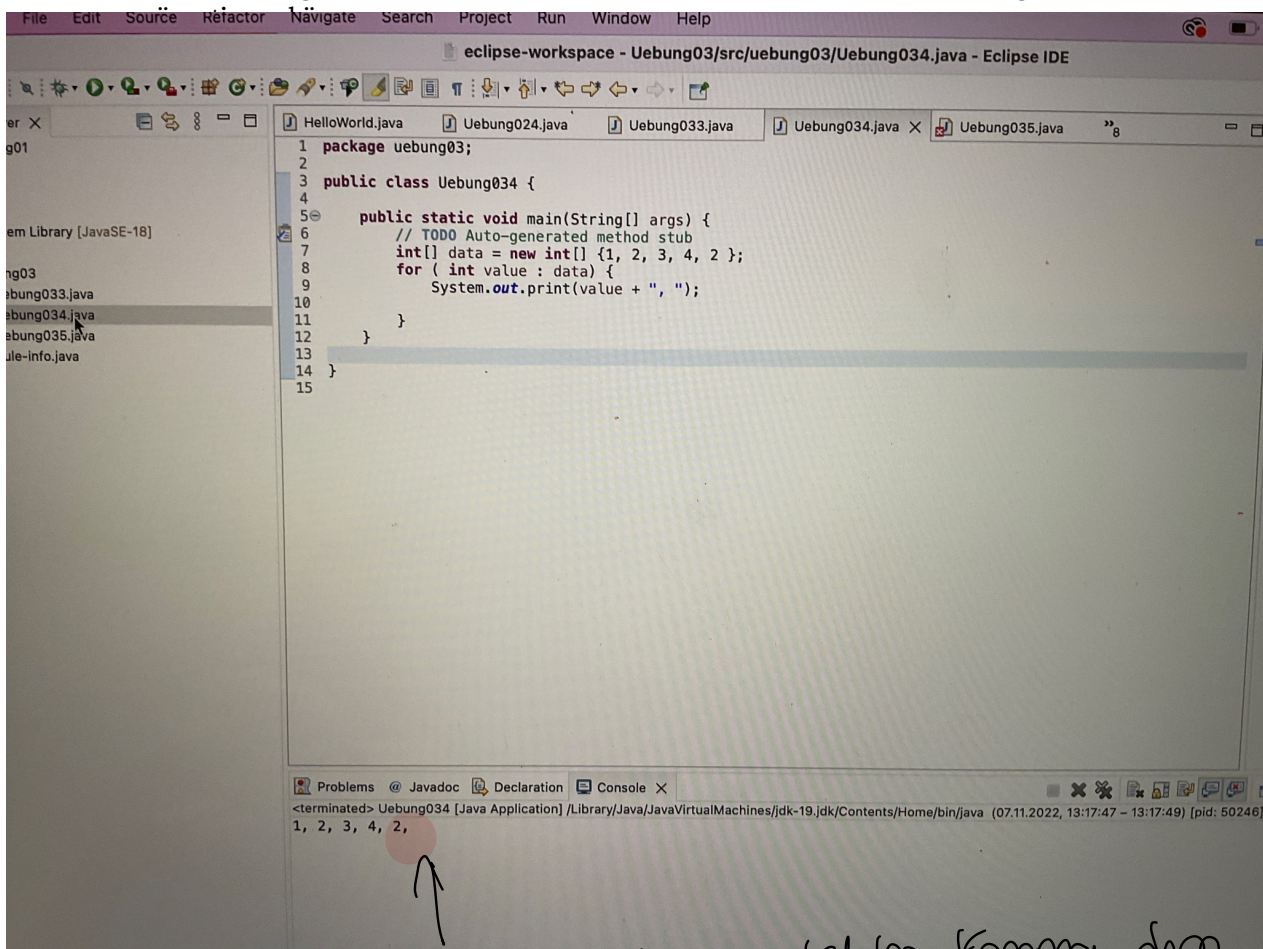 File Edit Source Refactor Navigate Search Project Run Window Help
eclipse-workspace - Uebung03/src/uebung03/Uebung034.java - Eclipse IDE
er
HelloWorld.java Uebung024.java Uebung033.java Uebung034.java Uebung035.java »8
g01
em Library [JavaSE-18]
ng03
ebung033.java
ebung034.java
ebung035.java
ule-info.java
1 package uebung03;
2
3 public class Uebung034 {
4
5 public static void main(String[] args) {
6 // TODO Auto-generated method stub
7 int[] data = new int[] {1, 2, 3, 4, 2 };
8 for ( int value : data) {
9 System.out.print(value + ", ");
10
11 }
12 }
13
14 }
15
Problems @ Javadoc Declaration Console
<terminated> Uebung034 [Java Application] /Library/Java/JavaVirtualMachines/jdk-19.jdk/Contents/Home/bin/java (07.11.2022, 13:17:47 – 13:17:49) [pid: 50246]
1, 2, 3, 4, 2,
Komma